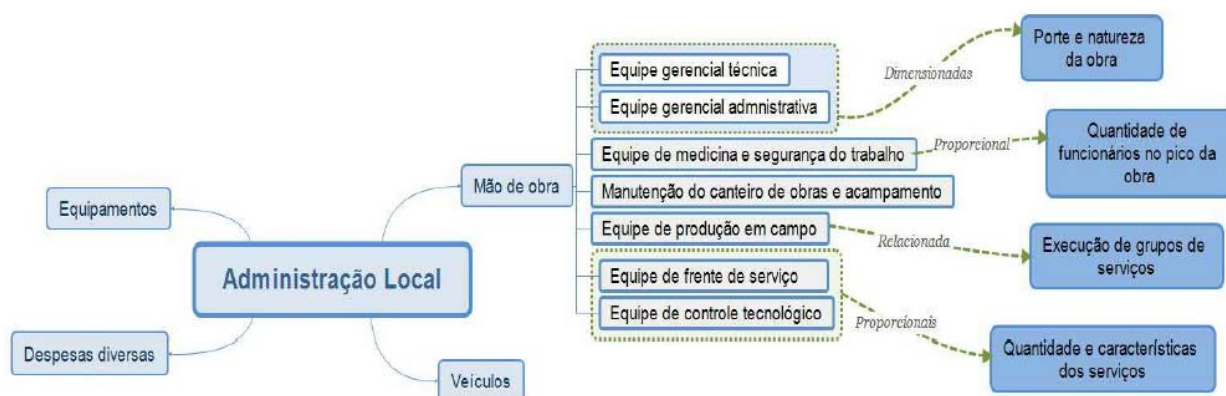 Administração Local
Equipamentos
Despesas diversas
Veículos
Mão de obra
Equipe gerencial técnica
Equipe gerencial admnistrativa
Equipe de medicina e segurança do trabalho
Manutenção do canteiro de obras e acampamento
Equipe de produção em campo
Equipe de frente de serviço
Equipe de controle tecnológico
Dimensionadas
Porte e natureza
da obra
Proporcional
Quantidade de
funcionários no pico da
obra
Relacionada
Execução de grupos de
serviços
Proporcionais
Quantidade e características
dos serviços